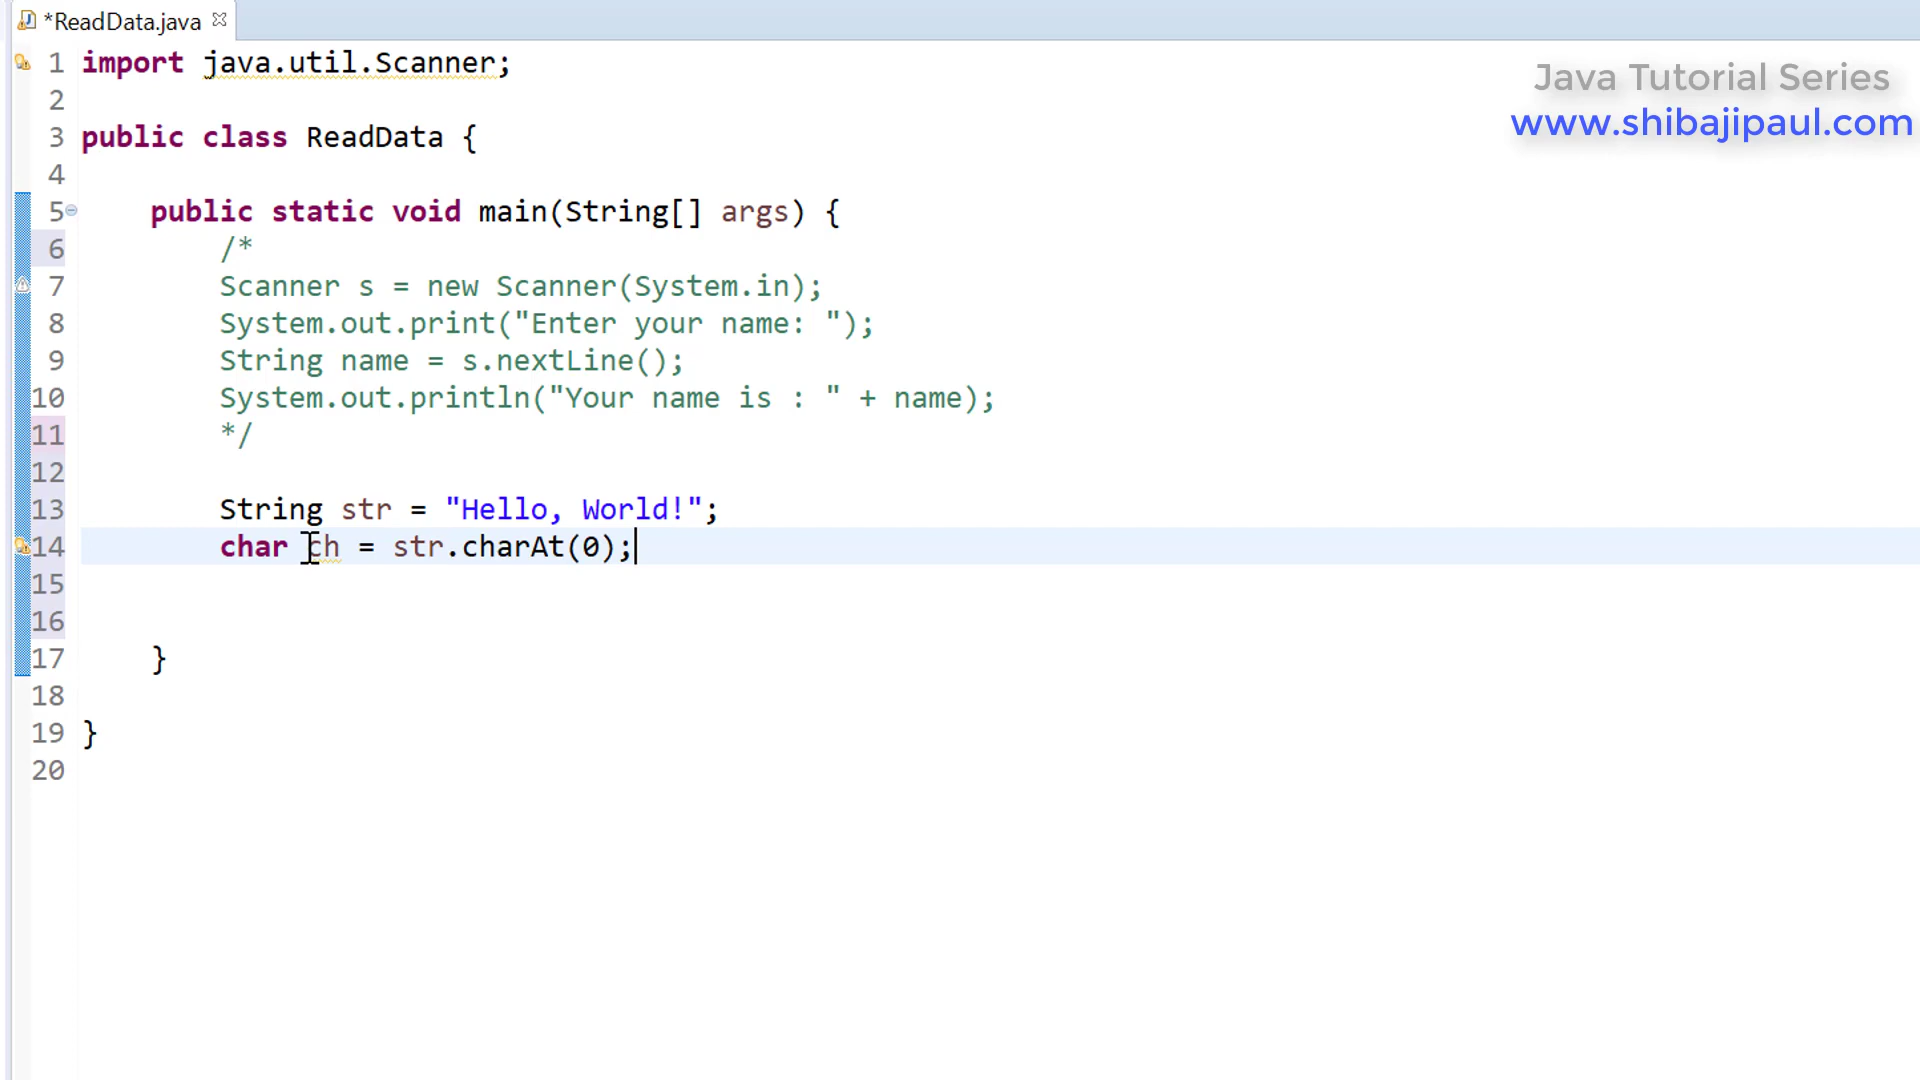 *ReadData.java
Java Tutorial Series
www.shibajipaul.com
1 import java.util.Scanner;
2
3 public class ReadData {
4
5 public static void main(String[] args) {
6 /*
7 Scanner s = new Scanner(System.in);
8 System.out.print("Enter your name: ");
9 String name = s.nextLine();
10 System.out.println("Your name is : " + name);
11 */
12
13 String str = "Hello, World!";
14 char ch = str.charAt(0);
15
16
17 }
18
19 }
20